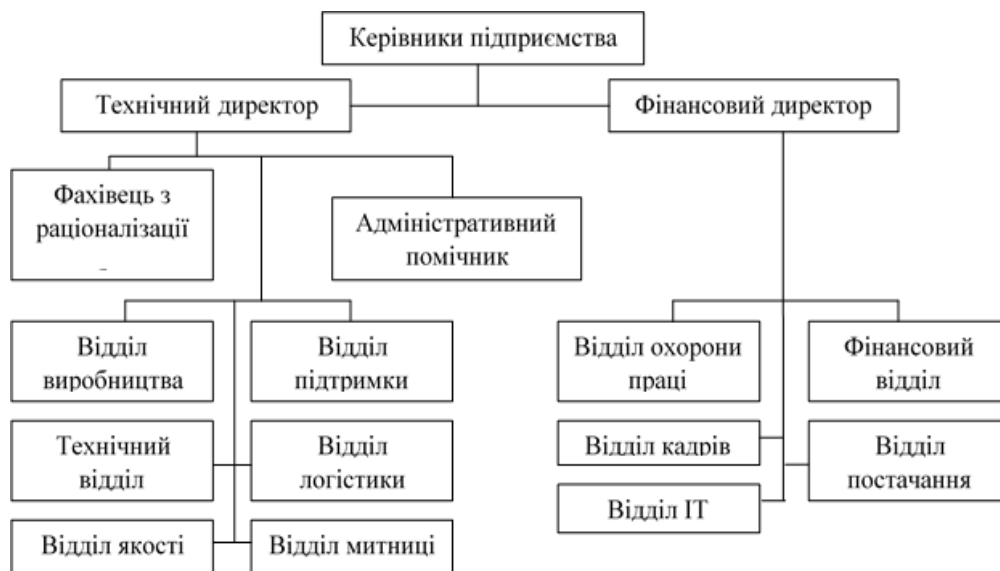 Керівники підприємства
Технічний директор
Фінансовий директор
Фахівець з
раціоналізації
Адміністративний
помічник
Відділ
виробництва
Відділ
підтримки
Відділ охорони
праці
Фінансовий
відділ
Технічний
відділ
Відділ
логістики
Відділ кадрів
Відділ
постачання
Відділ ІТ
Відділ якості
Відділ митниці